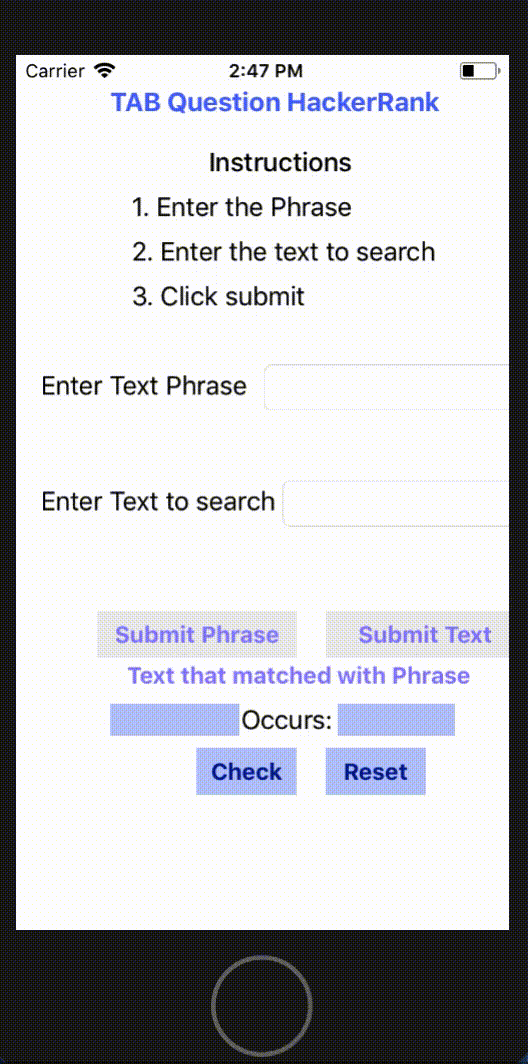 Carrier 2:47 PM
TAB Question HackerRank
Instructions
1. Enter the Phrase
2. Enter the text to search
3. Click submit
Enter Text Phrase
Enter Text to search
Submit Phrase Submit Text
Text that matched with Phrase
Occurs:
Check Reset